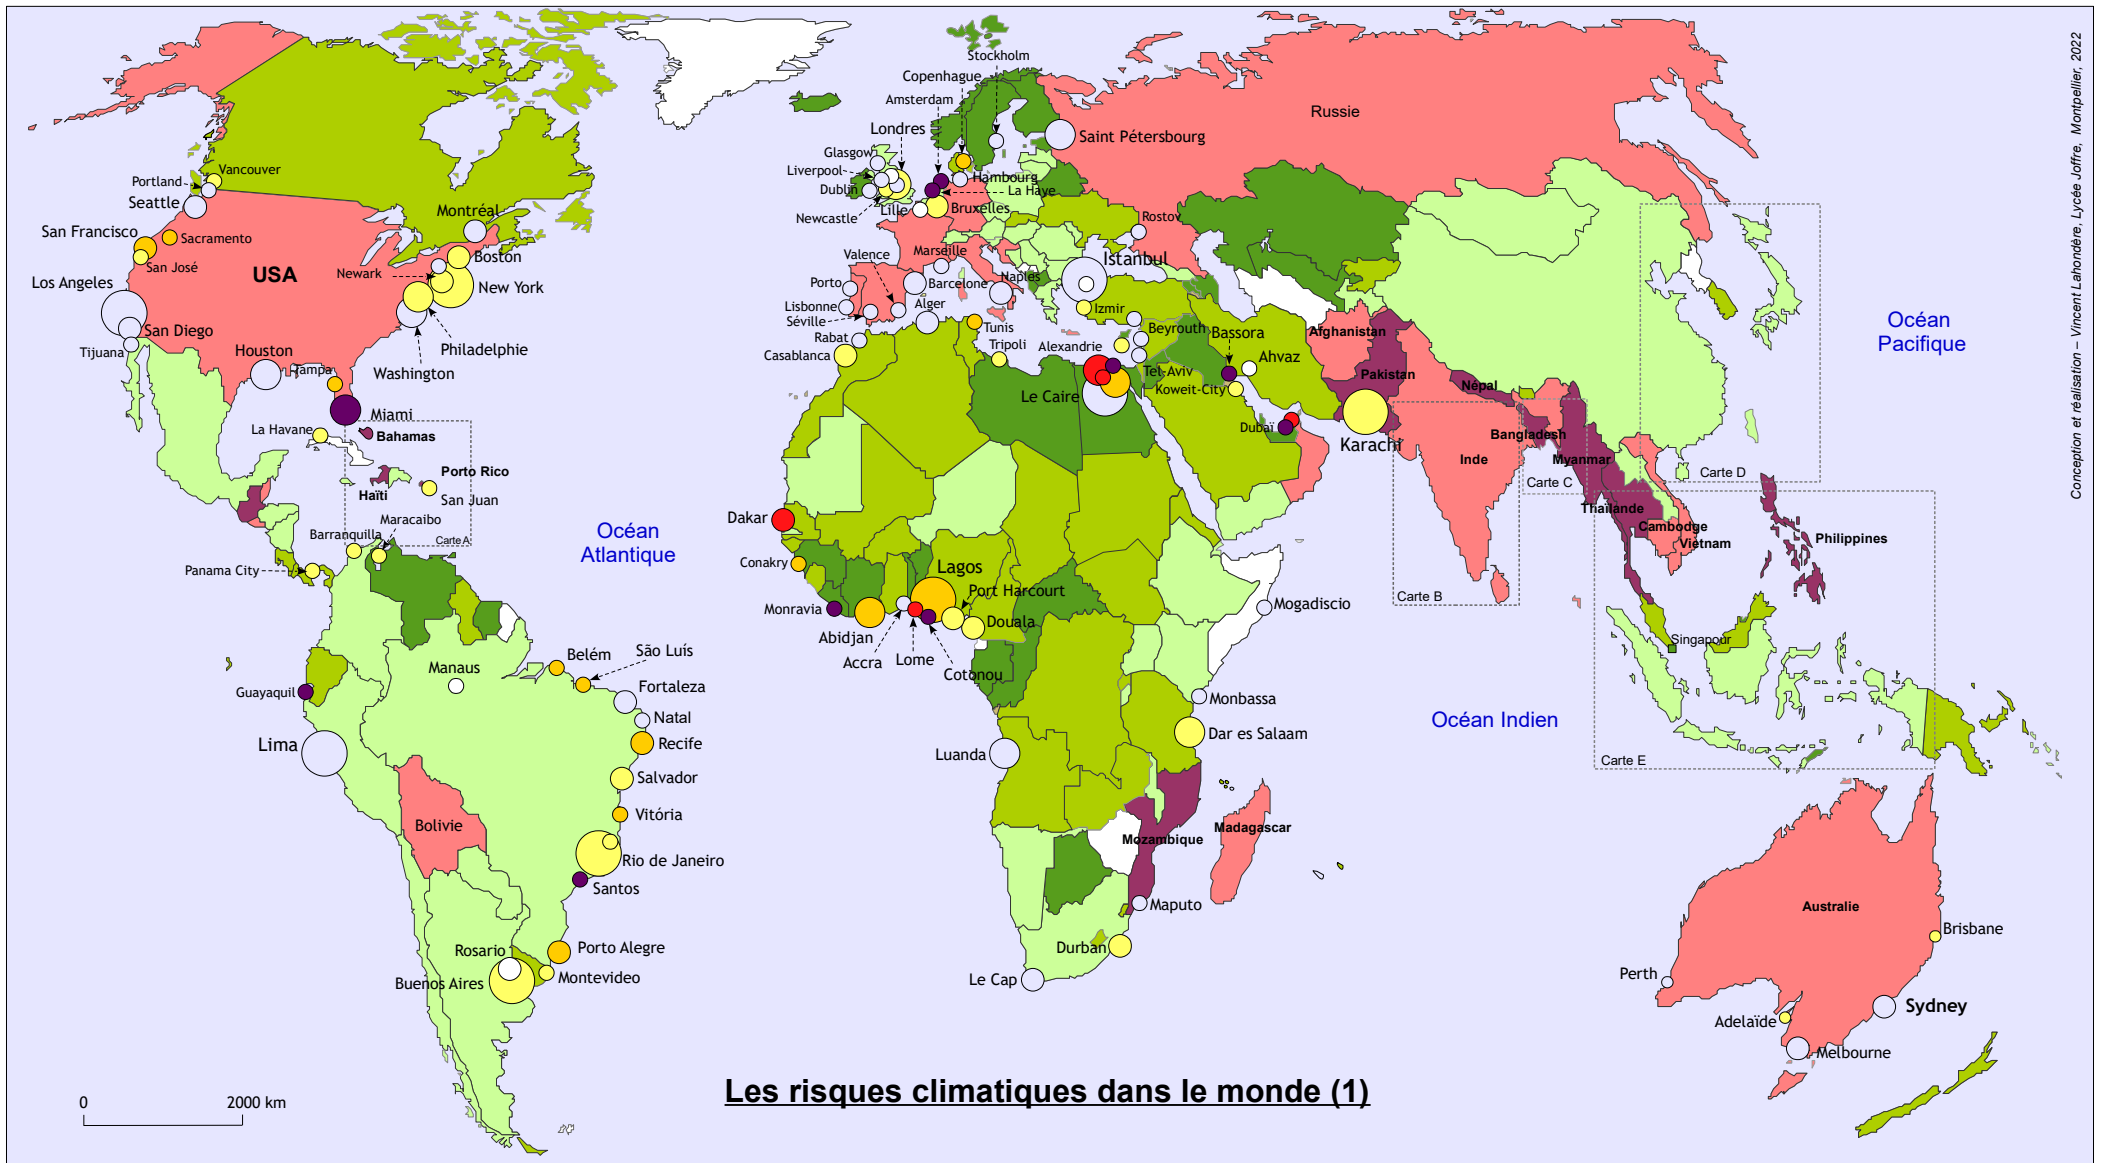 Conception et réalisation – Vincent Lahondère, Lycée Joffre, Montpellier, 2022
Stockholm
Copenhague
Amsterdam
Londres
Glasgow
Liverpool
Dublin
Newcastle
Lille
Hambourg
La Haye
Bruxelles
Saint Pétersbourg
Russie
Rostov
Vancouver
Portland
Seattle
San Francisco
Sacramento
San José
Los Angeles
San Diego
Tijuana
USA
Montréal
Boston
Newark
New York
Philadelphie
Washington
Houston
Tampa
Miami
La Havane
Bahamas
Haïti
Porto Rico
San Juan
Maracaibo
Carte A
Barranquilla
Panama City
Océan
Atlantique
Valence
Marseille
Naples
Istanbul
Porto
Barcelone
Lisbonne
Séville
Alger
Izmir
Rabat
Casablanca
Tunis
Tripoli
Alexandrie
Beyrouth
Bassora
Ahvaz
Tel-Aviv
Koweit-City
Le Caire
Dubaï
Afghanistan
Pakistan
Népal
Karachi
Inde
Bangladesh
Myanmar
Carte B
Carte C
Carte D
Océan
Pacifique
Thaïlande
Cambodge
Vietnam
Philippines
Singapour
Carte E
Océan Indien
Dakar
Conakry
Monravia
Abidjan
Accra
Lome
Cotonou
Lagos
Port Harcourt
Douala
Mogadiscio
Monbassa
Dar es Salaam
Luanda
Mozambique
Madagascar
Maputo
Durban
Le Cap
Guayaquil
Lima
Manaus
Belém
São Luís
Fortaleza
Natal
Recife
Salvador
Vitória
Rio de Janeiro
Santos
Bolivie
Porto Alegre
Rosario
Buenos Aires
Montevideo
Australie
Brisbane
Perth
Sydney
Adelaïde
Melbourne
Les risques climatiques dans le monde (1)
0 2000 km